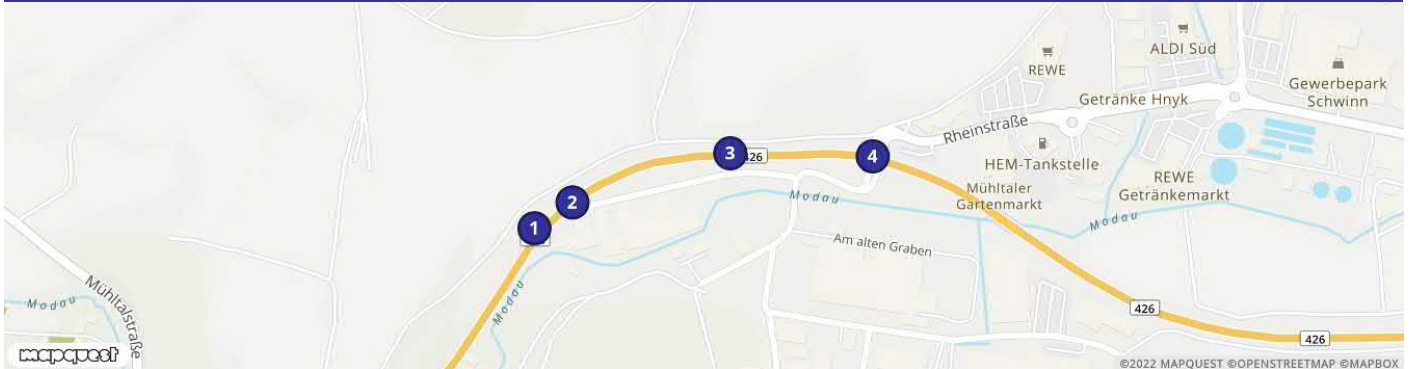 ALDI Süd
REWE
Gewerbepark
Schwinn
Getränke Hnyk
Rheinstraße
3
426
4
HEM-Tankstelle
REWE
Getränkemarkt
Mühltaler
Gartenmarkt
2
Modau
Modau
1
Am alten Graben
Modau
Mühltalstraße
Modau
426
426
mapquest
©2022 MAPQUEST ©OPENSTREETMAP ©MAPBOX